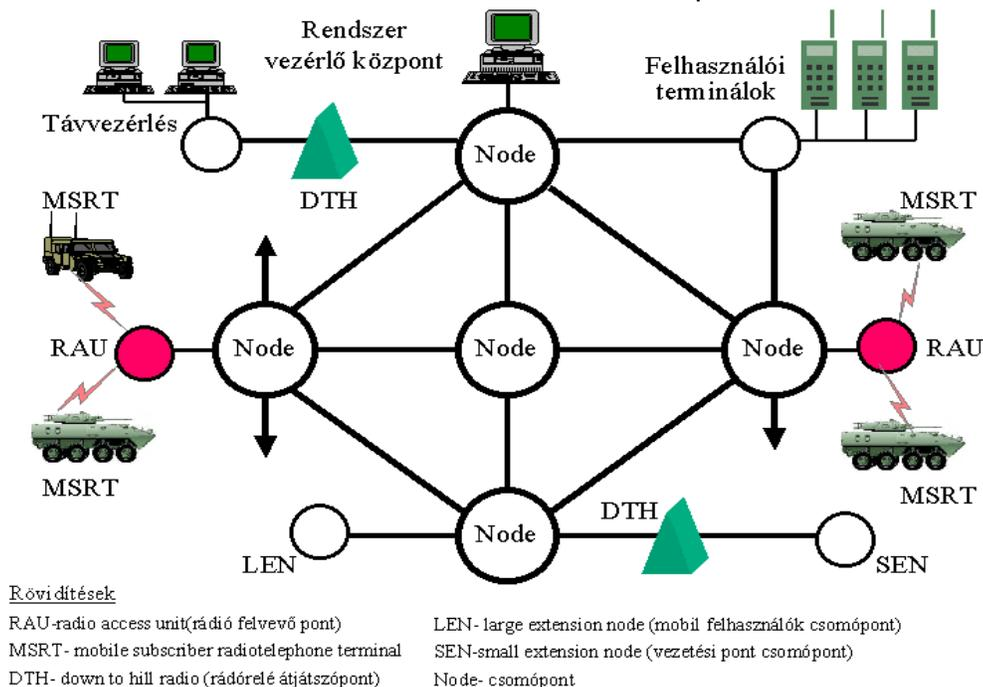 Rendszer
vezérlő központ
Felhasználói
terminálok
Távvezérlés
Node
DTH
MSRT
MSRT
RAU
Node
Node
Node
RAU
MSRT
MSRT
DTH
Node
LEN
SEN
Rövidítések
RAU-radio access unit(rádió felvevő pont)
LEN- large extension node (mobil felhasználók csomópont)
MSRT- mobile subscriber radiotelephone terminal
SEN-small extension node (vezetési pont csomópont)
DTH- down to hill radio (rádórelé átjátszópont)
Node- csomópont